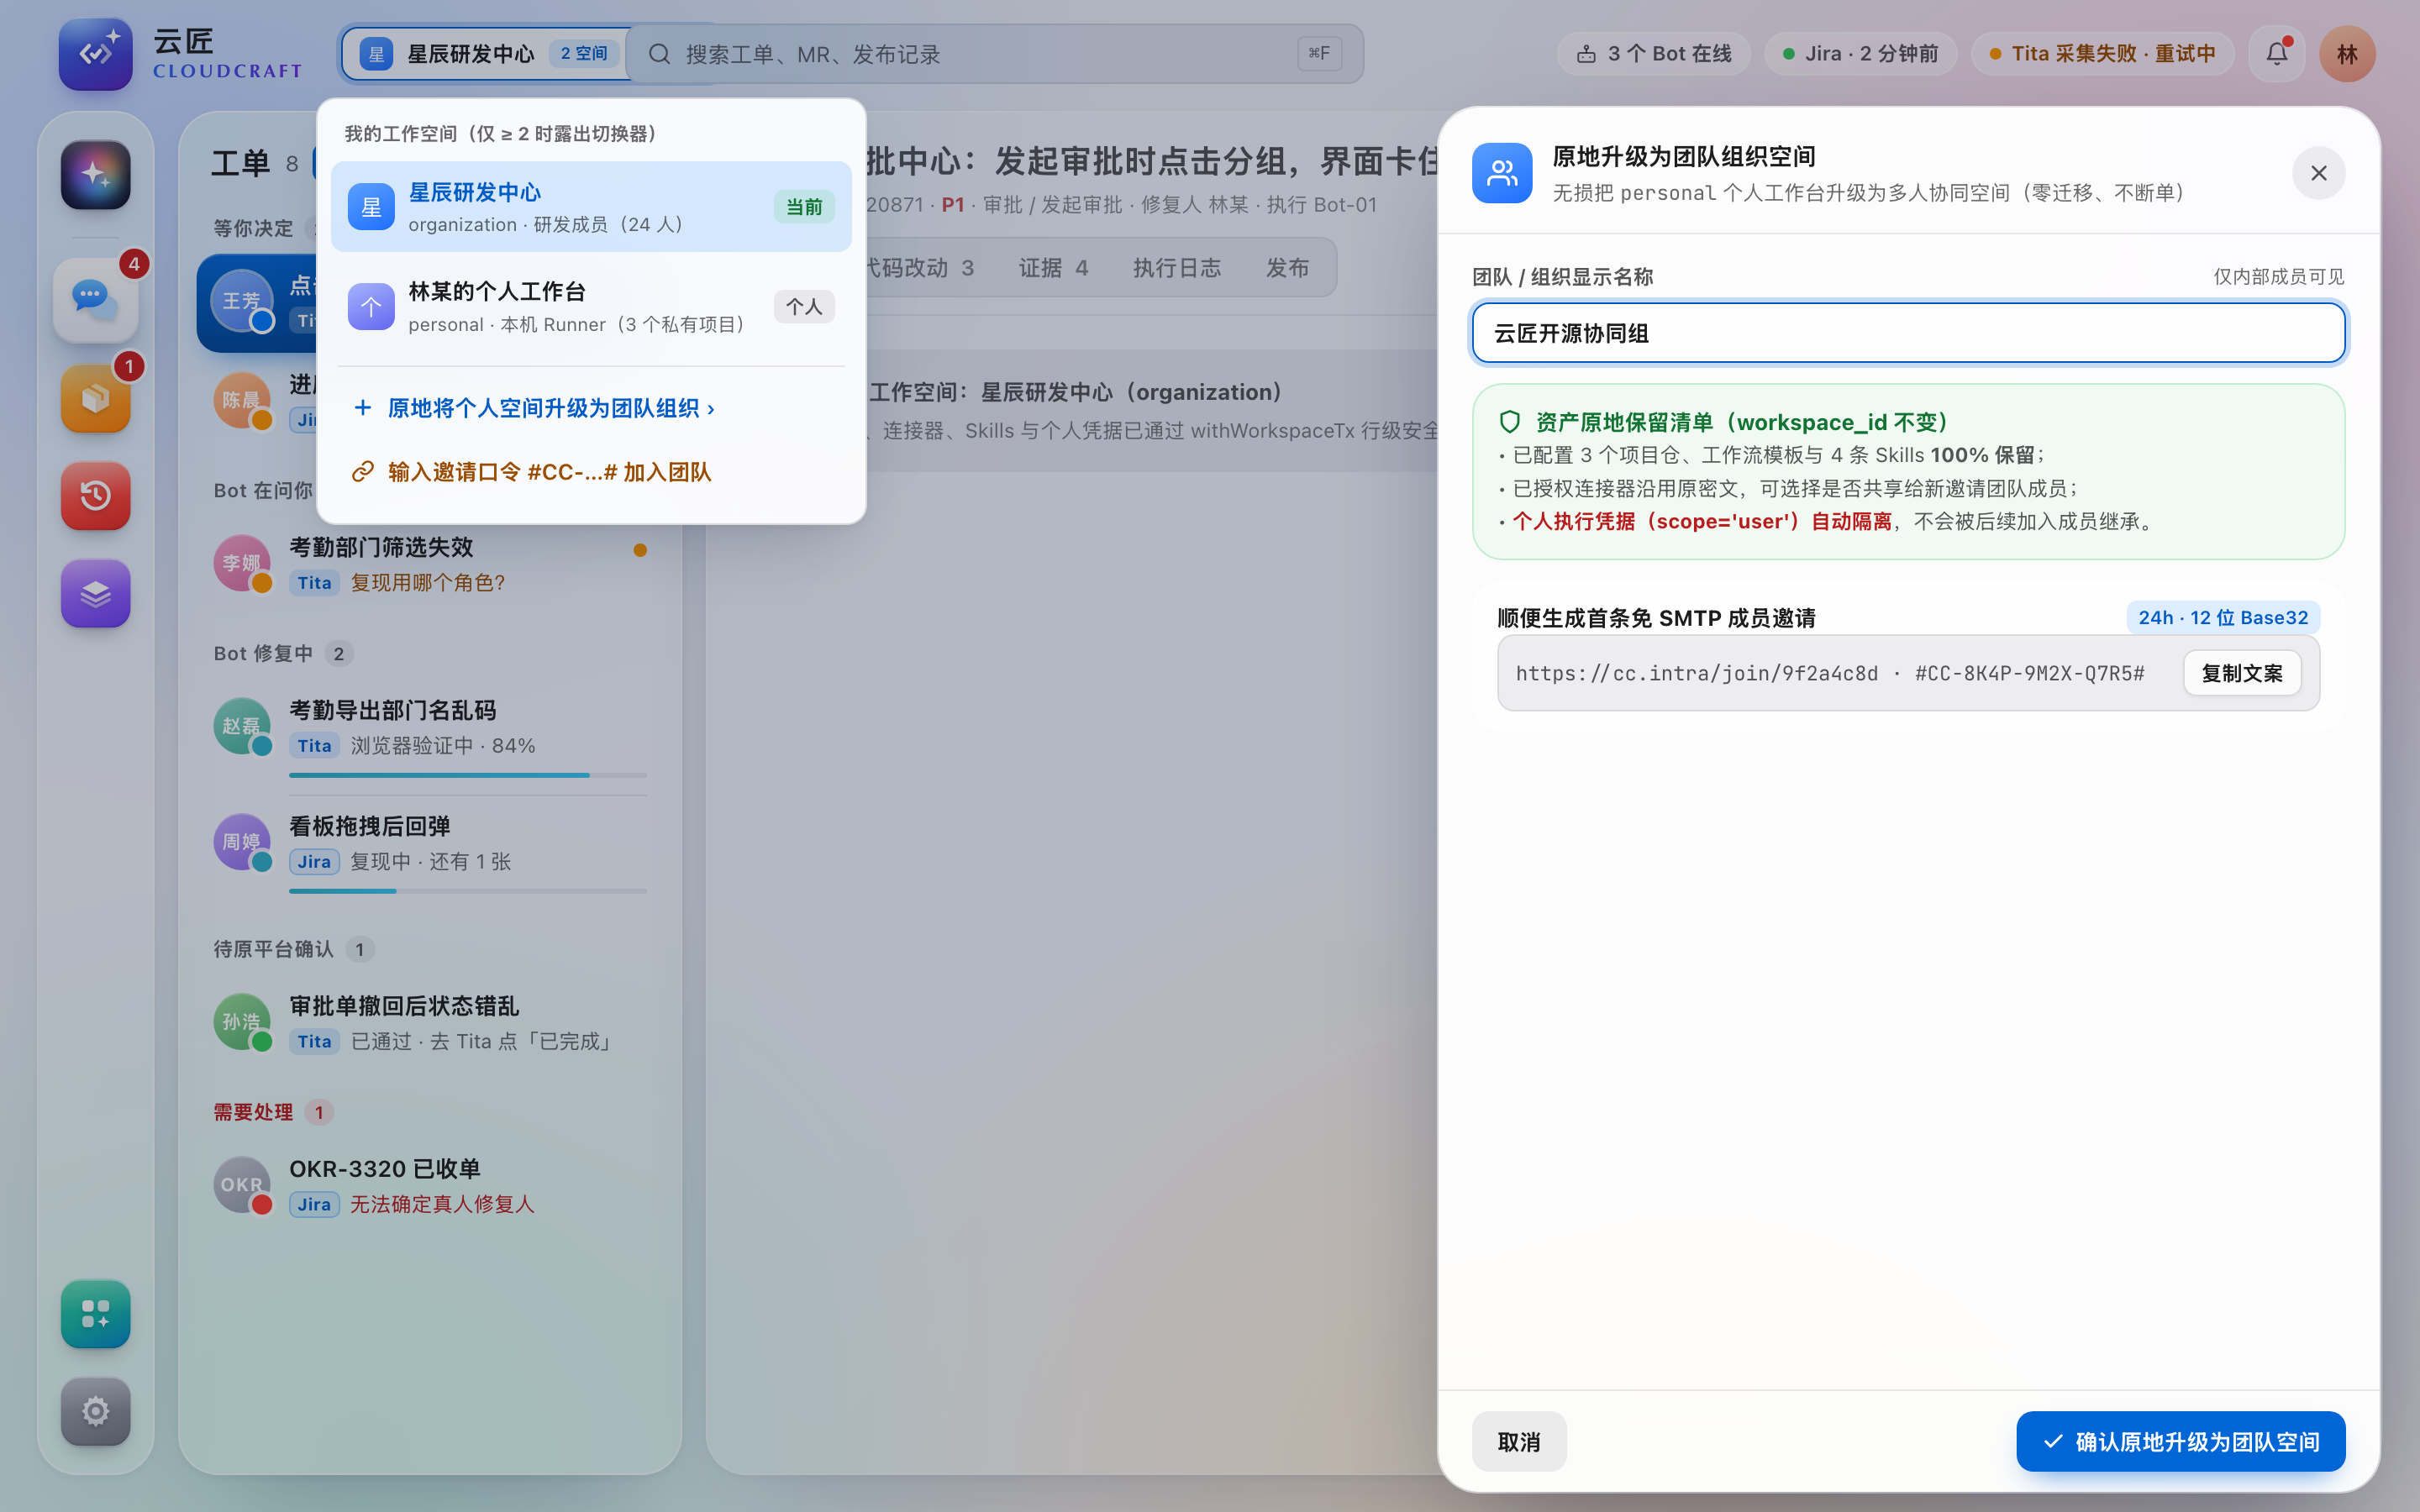 云匠
CLOUDCRAFT
星 星辰研发中心 2 空间
搜索工单、MR、发布记录 ⌘F
3 个 Bot 在线
Jira · 2 分钟前
Tita 采集失败 · 重试中
林
4
1
工单 8
等你决定
王芳
陈晨
Bot 在问你
李娜 考勤部门筛选失效
Tita 复现用哪个角色?
Bot 修复中 2
赵磊 考勤导出部门名乱码
Tita 浏览器验证中 · 84%
周婷 看板拖拽后回弹
Jira 复现中 · 还有 1 张
待原平台确认 1
孙浩 审批单撤回后状态错乱
Tita 已通过 · 去 Tita 点「已完成」
需要处理 1
OKR OKR-3320 已收单
Jira 无法确定真人修复人
我的工作空间（仅 ≥ 2 时露出切换器）
星 星辰研发中心
organization · 研发成员（24 人） 当前
个 林某的个人工作台
personal · 本机 Runner（3 个私有项目） 个人
+ 原地将个人空间升级为团队组织 ›
输入邀请口令 #CC-...# 加入团队
批中心：发起审批时点击分组，界面卡住
20871 · P1 · 审批 / 发起审批 · 修复人 林某 · 执行 Bot-01
代码改动 3 证据 4 执行日志 发布
工作空间：星辰研发中心（organization）
、连接器、Skills 与个人凭据已通过 withWorkspaceTx 行级安全
原地升级为团队组织空间
无损把 personal 个人工作台升级为多人协同空间（零迁移、不断单）
团队 / 组织显示名称 仅内部成员可见
云匠开源协同组
资产原地保留清单（workspace_id 不变）
• 已配置 3 个项目仓、工作流模板与 4 条 Skills 100% 保留；
• 已授权连接器沿用原密文，可选择是否共享给新邀请团队成员；
• 个人执行凭据（scope='user'）自动隔离，不会被后续加入成员继承。
顺便生成首条免 SMTP 成员邀请 24h · 12 位 Base32
https://cc.intra/join/9f2a4c8d · #CC-8K4P-9M2X-Q7R5# 复制文案
取消
确认原地升级为团队空间